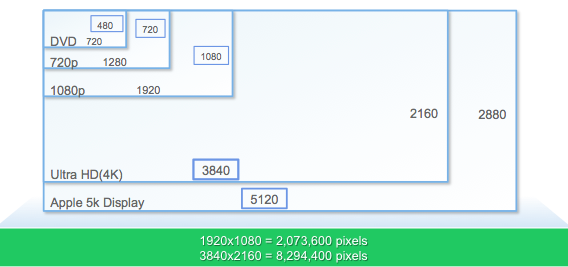 480
DVD 720
720
720p 1280
1080
1080p 1920
2160
2880
Ultra HD(4K) 3840
Apple 5k Display 5120
1920x1080 = 2,073,600 pixels
3840x2160 = 8,294,400 pixels